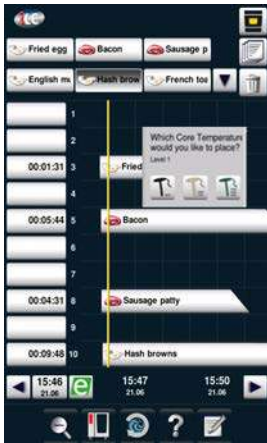 Fried egg
Bacon
Sausage p
English mu
Hash brow
French toa
1
2
Which Core Temperature
would you like to place?
Level 1
00:01:31 3 Fried
4
00:05:44 5 Bacon
6
7
00:04:31 8 Sausage patty
9
00:09:48 10 Hash browns
15:46
21.06
15:47
21.06
15:50
21.06
?